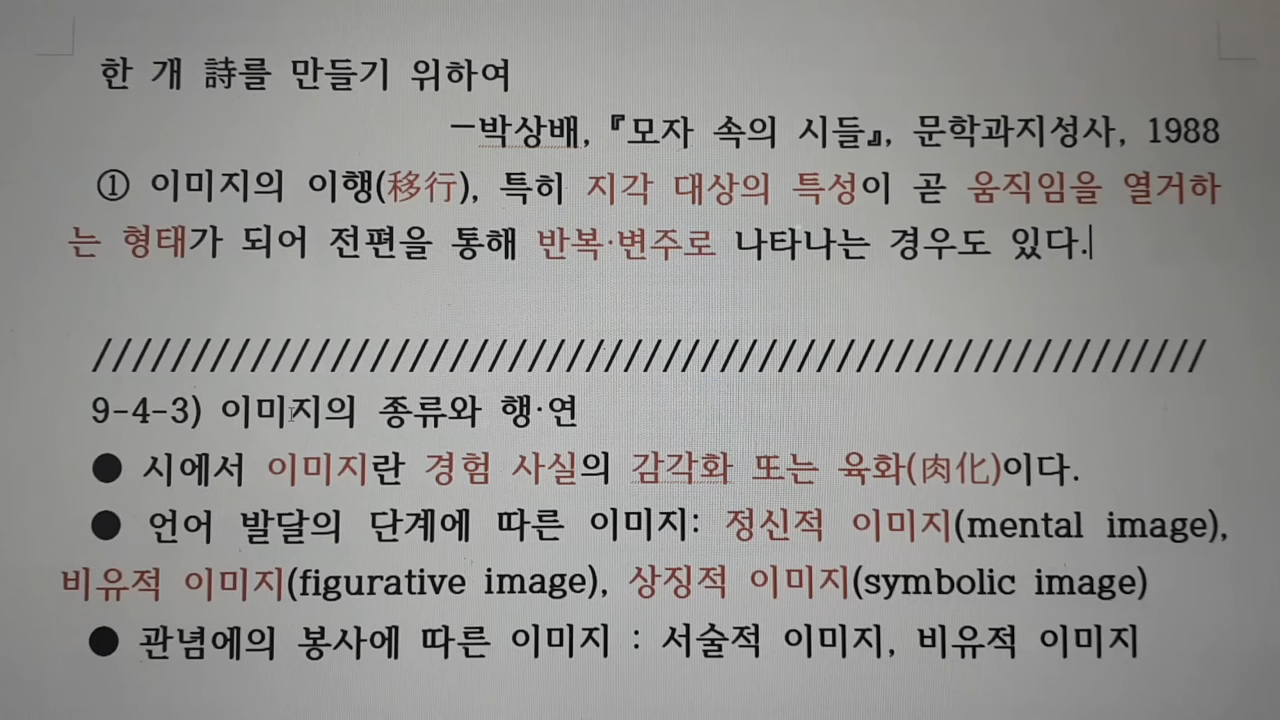 한 개 詩를 만들기 위하여
－박상배, 『모자 속의 시들』, 문학과지성사, 1988
① 이미지의 이행(移行), 특히 지각 대상의 특성이 곧 움직임을 열거하
는 형태가 되어 전편을 통해 반복·변주로 나타나는 경우도 있다.
////////////////////////////////////////////////////////
9-4-3) 이미지의 종류와 행·연
● 시에서 이미지란 경험 사실의 감각화 또는 육화(肉化)이다.
● 언어 발달의 단계에 따른 이미지: 정신적 이미지(mental image),
비유적 이미지(figurative image), 상징적 이미지(symbolic image)
● 관념에의 봉사에 따른 이미지 : 서술적 이미지, 비유적 이미지